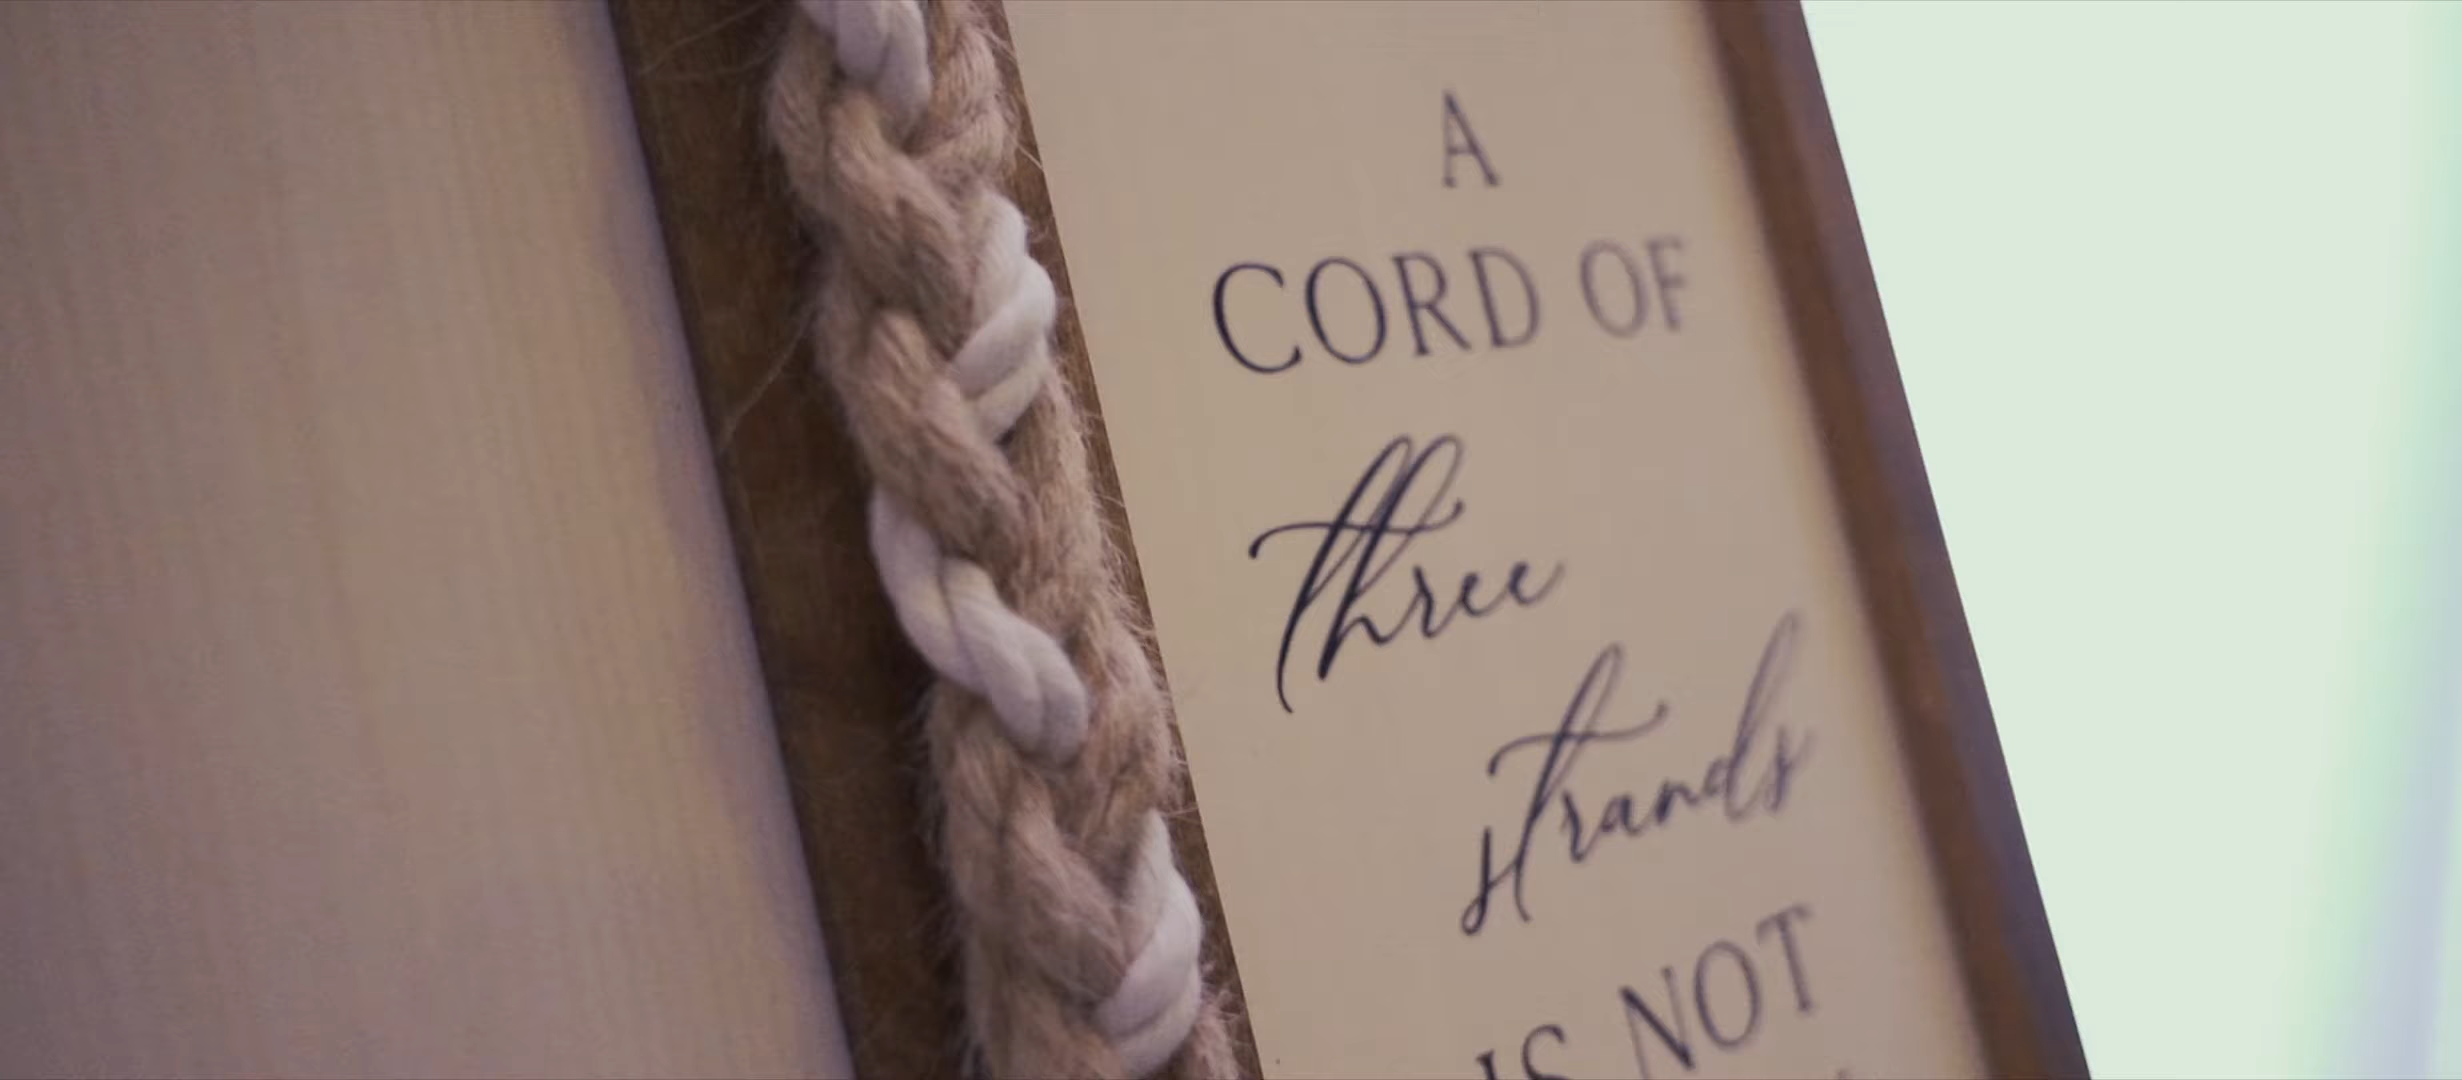 A
CORD OF
three
strands
IS NOT